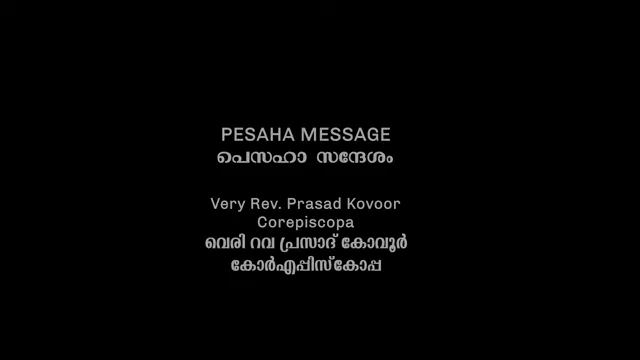 PESAHA MESSAGE
പെസഹാ സന്ദേശം
Very Rev. Prasad Kovoor
Corepiscopa
വെരി റവ പ്രസാദ് കോവൂർ
കോർഎപ്പിസ്കോപ്പ